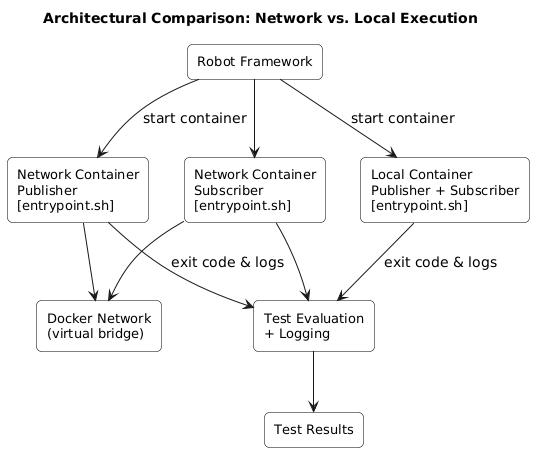 Architectural Comparison: Network vs. Local Execution
Robot Framework
start container
start container
Network Container
Publisher
[entrypoint.sh]
Network Container
Subscriber
[entrypoint.sh]
Local Container
Publisher + Subscriber
[entrypoint.sh]
exit code & logs
exit code & logs
Docker Network
(virtual bridge)
Test Evaluation
+ Logging
Test Results